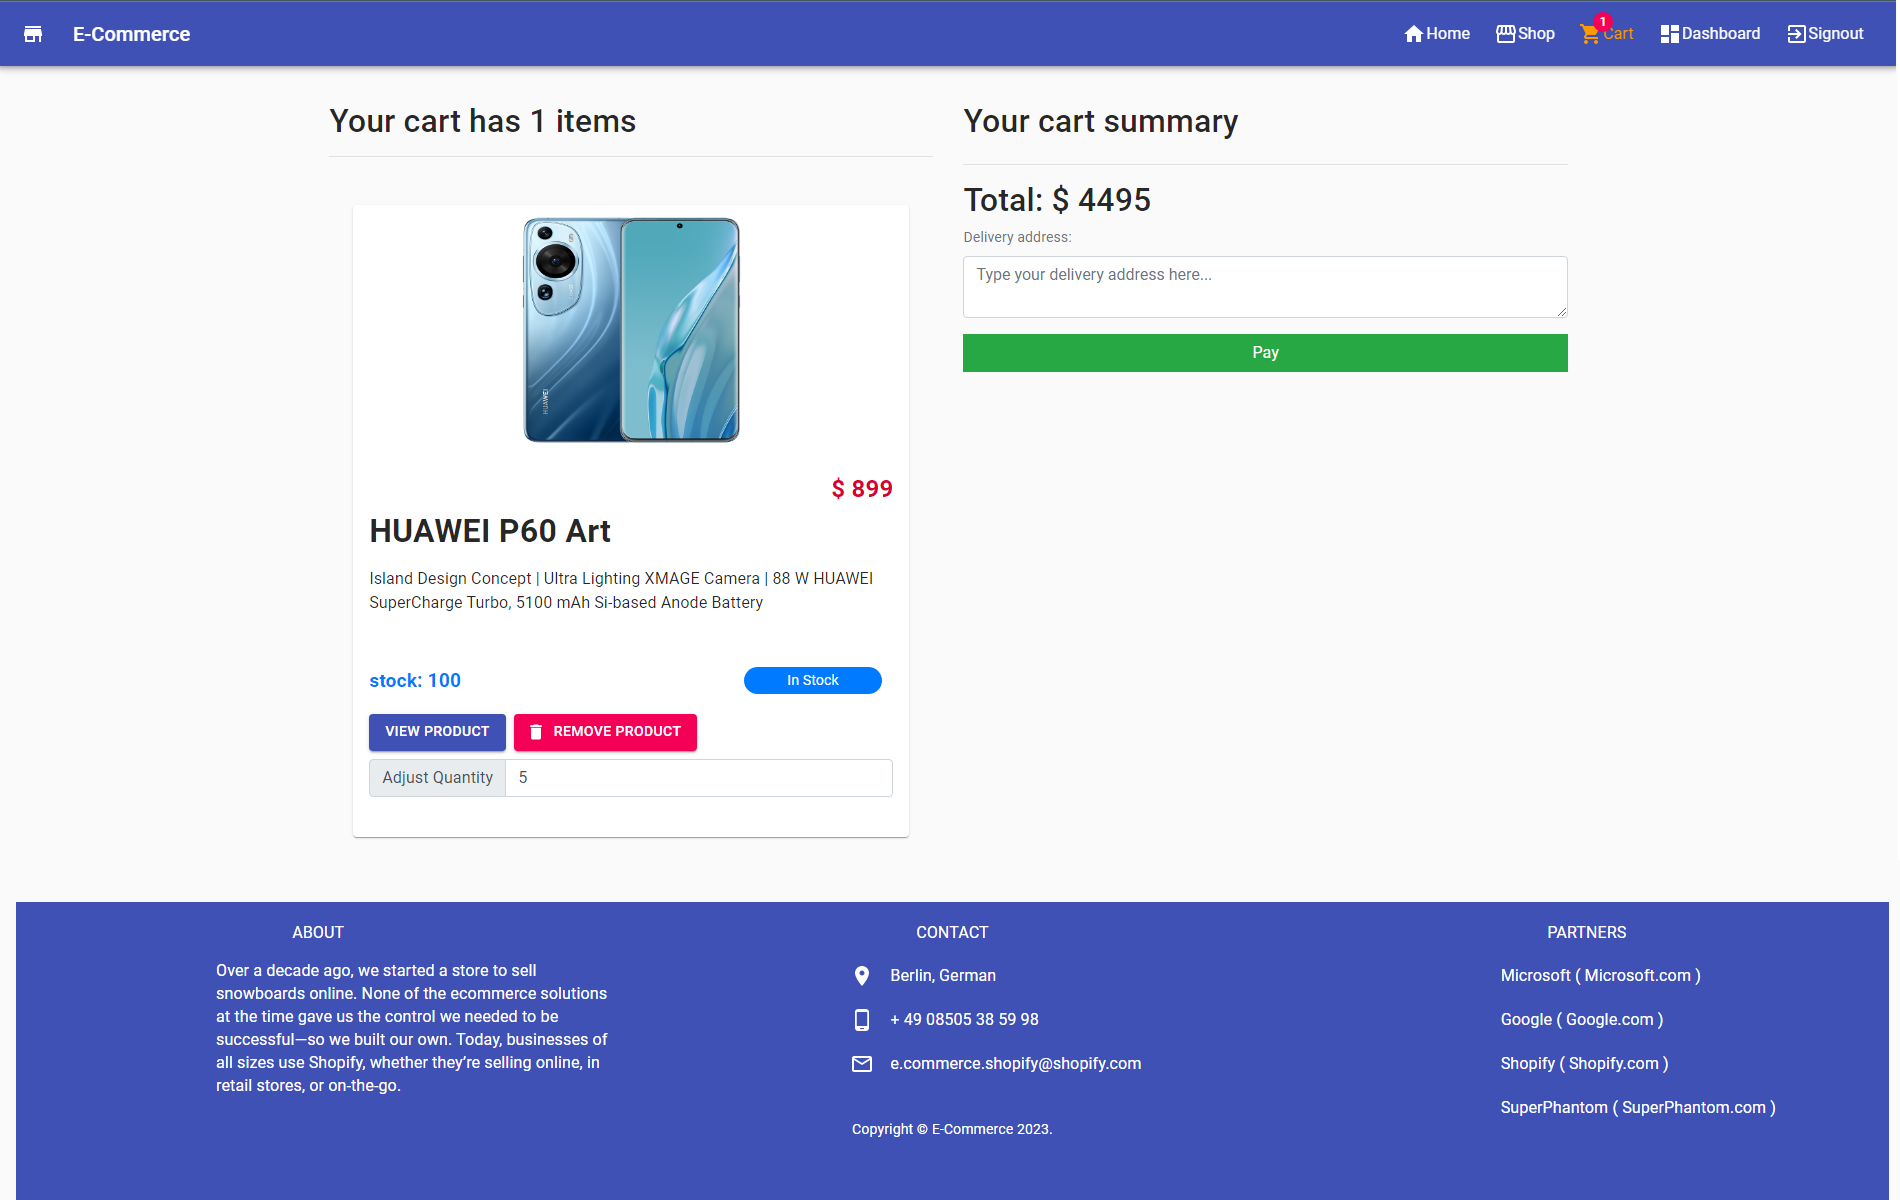 E-Commerce
Home
Shop
1
Cart
Dashboard
Signout
Your cart has 1 items
HUAWEI
$ 899
HUAWEI P60 Art
Island Design Concept | Ultra Lighting XMAGE Camera | 88 W HUAWEI
SuperCharge Turbo, 5100 mAh Si-based Anode Battery
stock: 100
In Stock
VIEW PRODUCT
REMOVE PRODUCT
Adjust Quantity
5
Your cart summary
Total: $ 4495
Delivery address:
Type your delivery address here...
Pay
ABOUT
Over a decade ago, we started a store to sell
snowboards online. None of the ecommerce solutions
at the time gave us the control we needed to be
successful—so we built our own. Today, businesses of
all sizes use Shopify, whether they’re selling online, in
retail stores, or on-the-go.
CONTACT
Berlin, German
+ 49 08505 38 59 98
e.commerce.shopify@shopify.com
Copyright © E-Commerce 2023.
PARTNERS
Microsoft ( Microsoft.com )
Google ( Google.com )
Shopify ( Shopify.com )
SuperPhantom ( SuperPhantom.com )